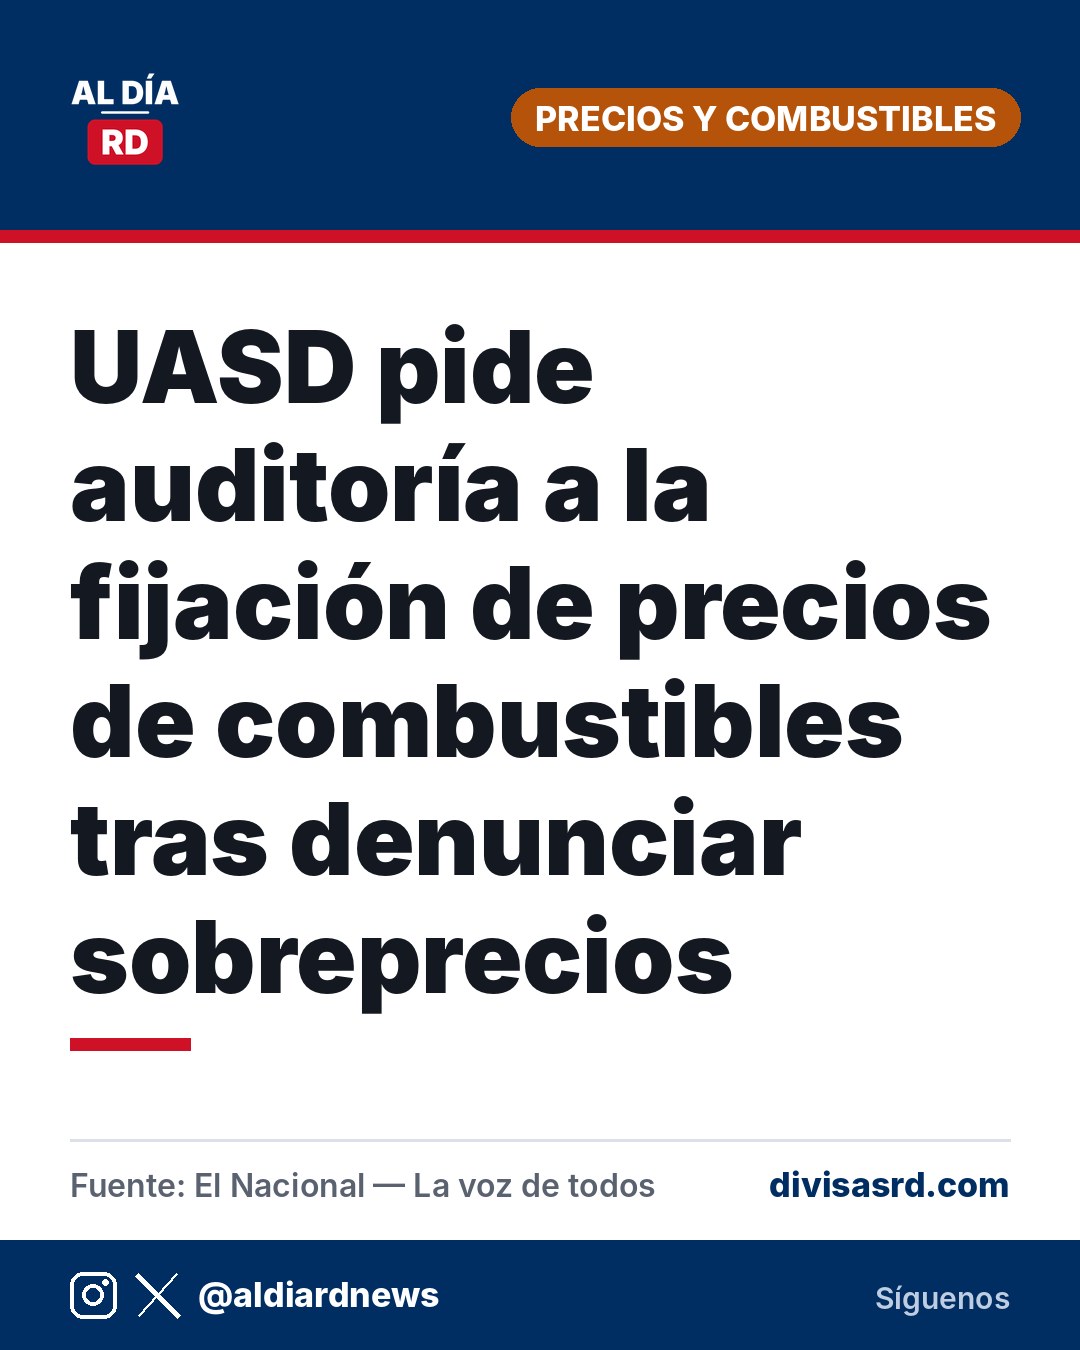 AL DÍA
RD
PRECIOS Y COMBUSTIBLES
UASD pide
auditoría a la
fijación de precios
de combustibles
tras denunciar
sobreprecios
Fuente: El Nacional — La voz de todos
divisasrd.com
@aldiardnews
Síguenos